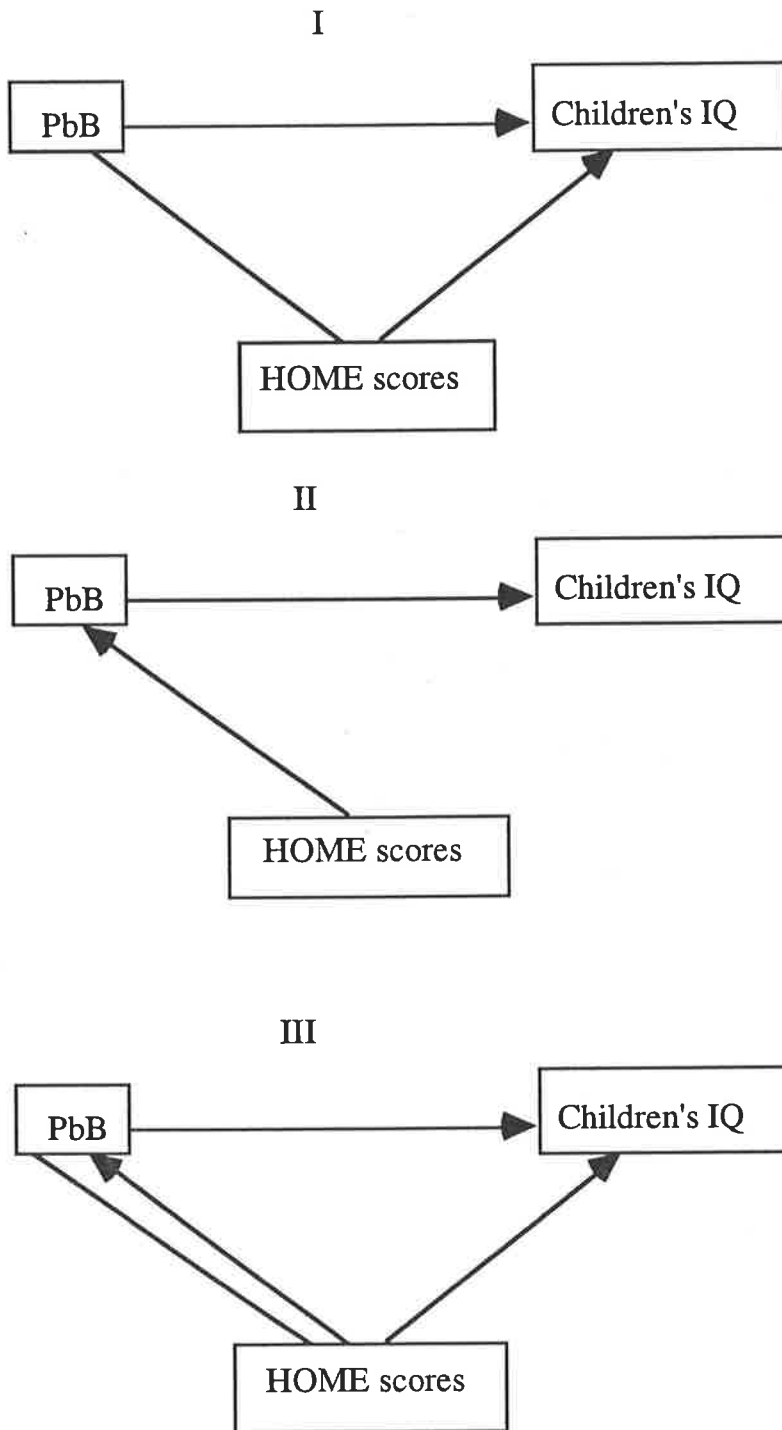 I
PbB
Children's IQ
HOME scores
II
PbB
Children's IQ
HOME scores
III
PbB
Children's IQ
HOME scores